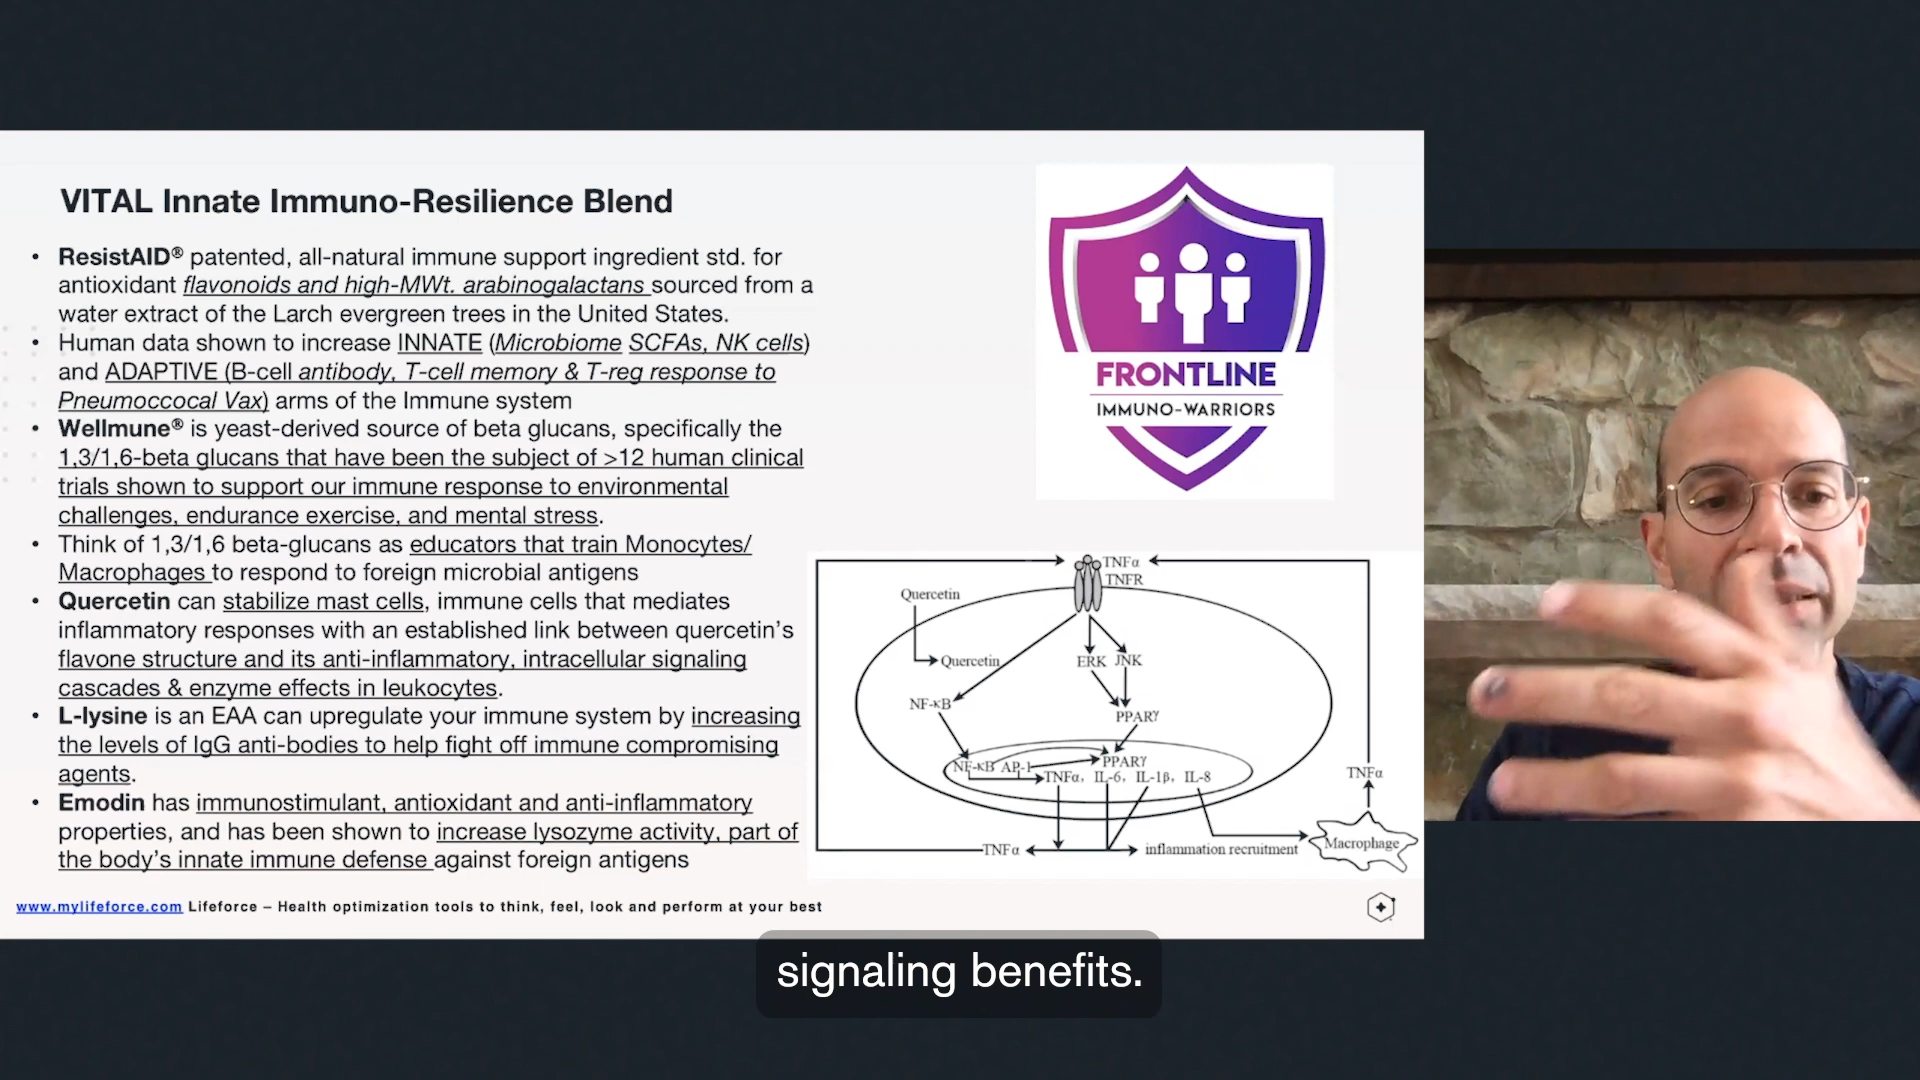 VITAL Innate Immuno-Resilience Blend
• ResistAID® patented, all-natural immune support ingredient std. for
antioxidant flavonoids and high-MWt. arabinogalactans sourced from a
water extract of the Larch evergreen trees in the United States.
• Human data shown to increase INNATE (Microbiome SCFAs, NK cells)
and ADAPTIVE (B-cell antibody, T-cell memory & T-reg response to
Pneumoccocal Vax) arms of the Immune system
• Wellmune® is yeast-derived source of beta glucans, specifically the
1,3/1,6-beta glucans that have been the subject of >12 human clinical
trials shown to support our immune response to environmental
challenges, endurance exercise, and mental stress.
• Think of 1,3/1,6 beta-glucans as educators that train Monocytes/
Macrophages to respond to foreign microbial antigens
• Quercetin can stabilize mast cells, immune cells that mediates
inflammatory responses with an established link between quercetin's
flavone structure and its anti-inflammatory, intracellular signaling
cascades & enzyme effects in leukocytes.
• L-lysine is an EAA can upregulate your immune system by increasing
the levels of IgG anti-bodies to help fight off immune compromising
agents.
• Emodin has immunostimulant, antioxidant and anti-inflammatory
properties, and has been shown to increase lysozyme activity, part of
the body's innate immune defense against foreign antigens
FRONTLINE
IMMUNO-WARRIORS
TNFα
TNFR
Quercetin
Quercetin
ERK JNK
NF-κB
PPARγ
NF-κB AP-1 PPARγ
TNFα, IL-6, IL-1β, IL-8
TNFα
TNFα
inflammation recruitment
Macrophage
www.mylifeforce.com Lifeforce – Health optimization tools to think, feel, look and perform at your best
signaling benefits.